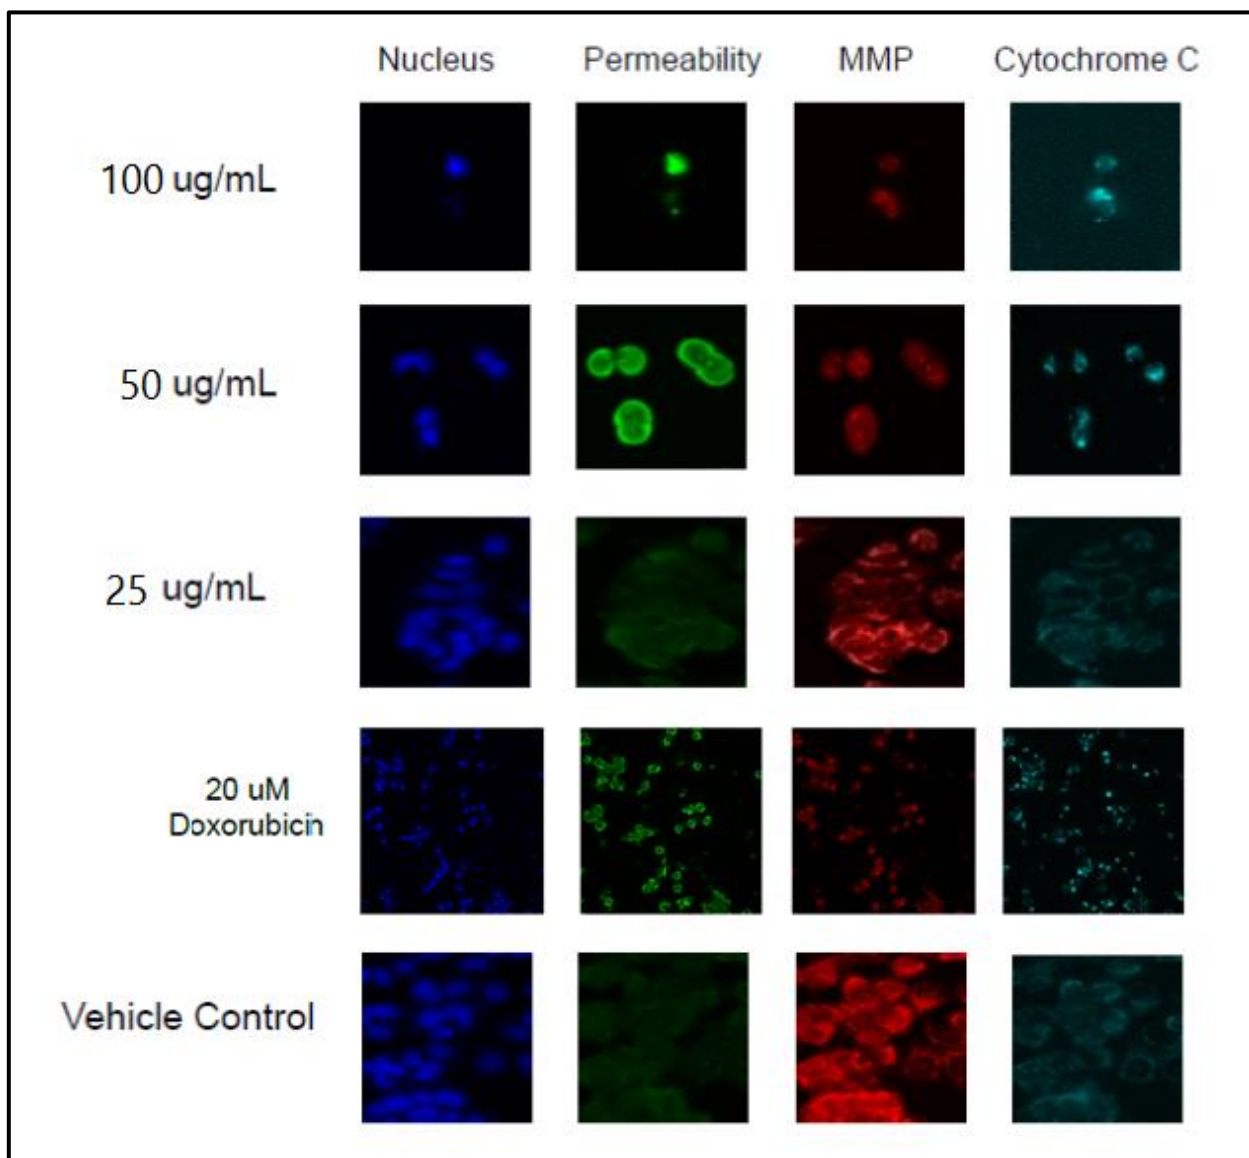 Nucleus Permeability MMP Cytochrome C
100 ug/mL
50 ug/mL
25 ug/mL
20 uM
Doxorubicin
Vehicle Control